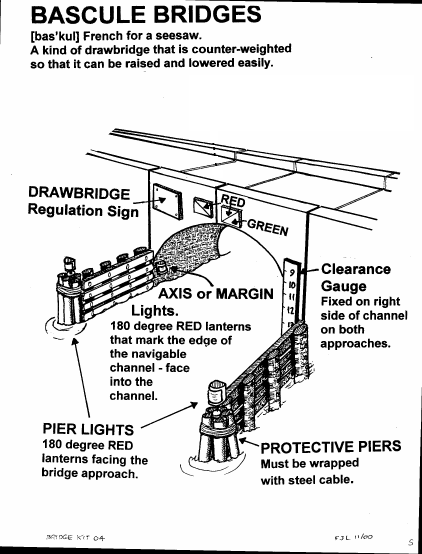 BASCULE BRIDGES
[bas'kul] French for a seesaw.
A kind of drawbridge that is counter-weighted
so that it can be raised and lowered easily.
DRAWBRIDGE
Regulation Sign
RED
GREEN
9
10
11
12
Clearance
Gauge
Fixed on right
side of channel
on both
approaches.
AXIS or MARGIN
Lights.
180 degree RED lanterns
that mark the edge of
the navigable
channel - face
into the
channel.
PIER LIGHTS
180 degree RED
lanterns facing the
bridge approach.
PROTECTIVE PIERS
Must be wrapped
with steel cable.
BRIDGE KIT 04
FJL 11/00
5